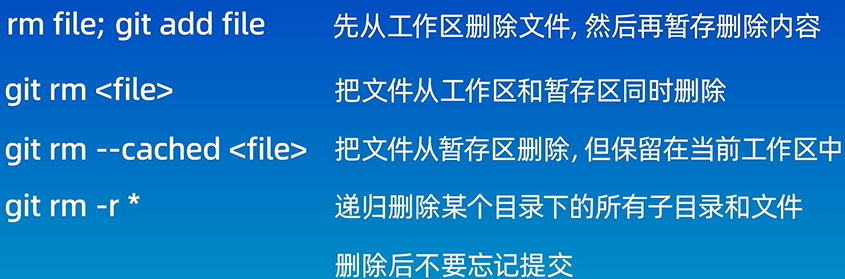 rm file; git add file 先从工作区删除文件, 然后再暂存删除内容
git rm <file> 把文件从工作区和暂存区同时删除
git rm --cached <file> 把文件从暂存区删除, 但保留在当前工作区中
git rm -r * 递归删除某个目录下的所有子目录和文件
删除后不要忘记提交